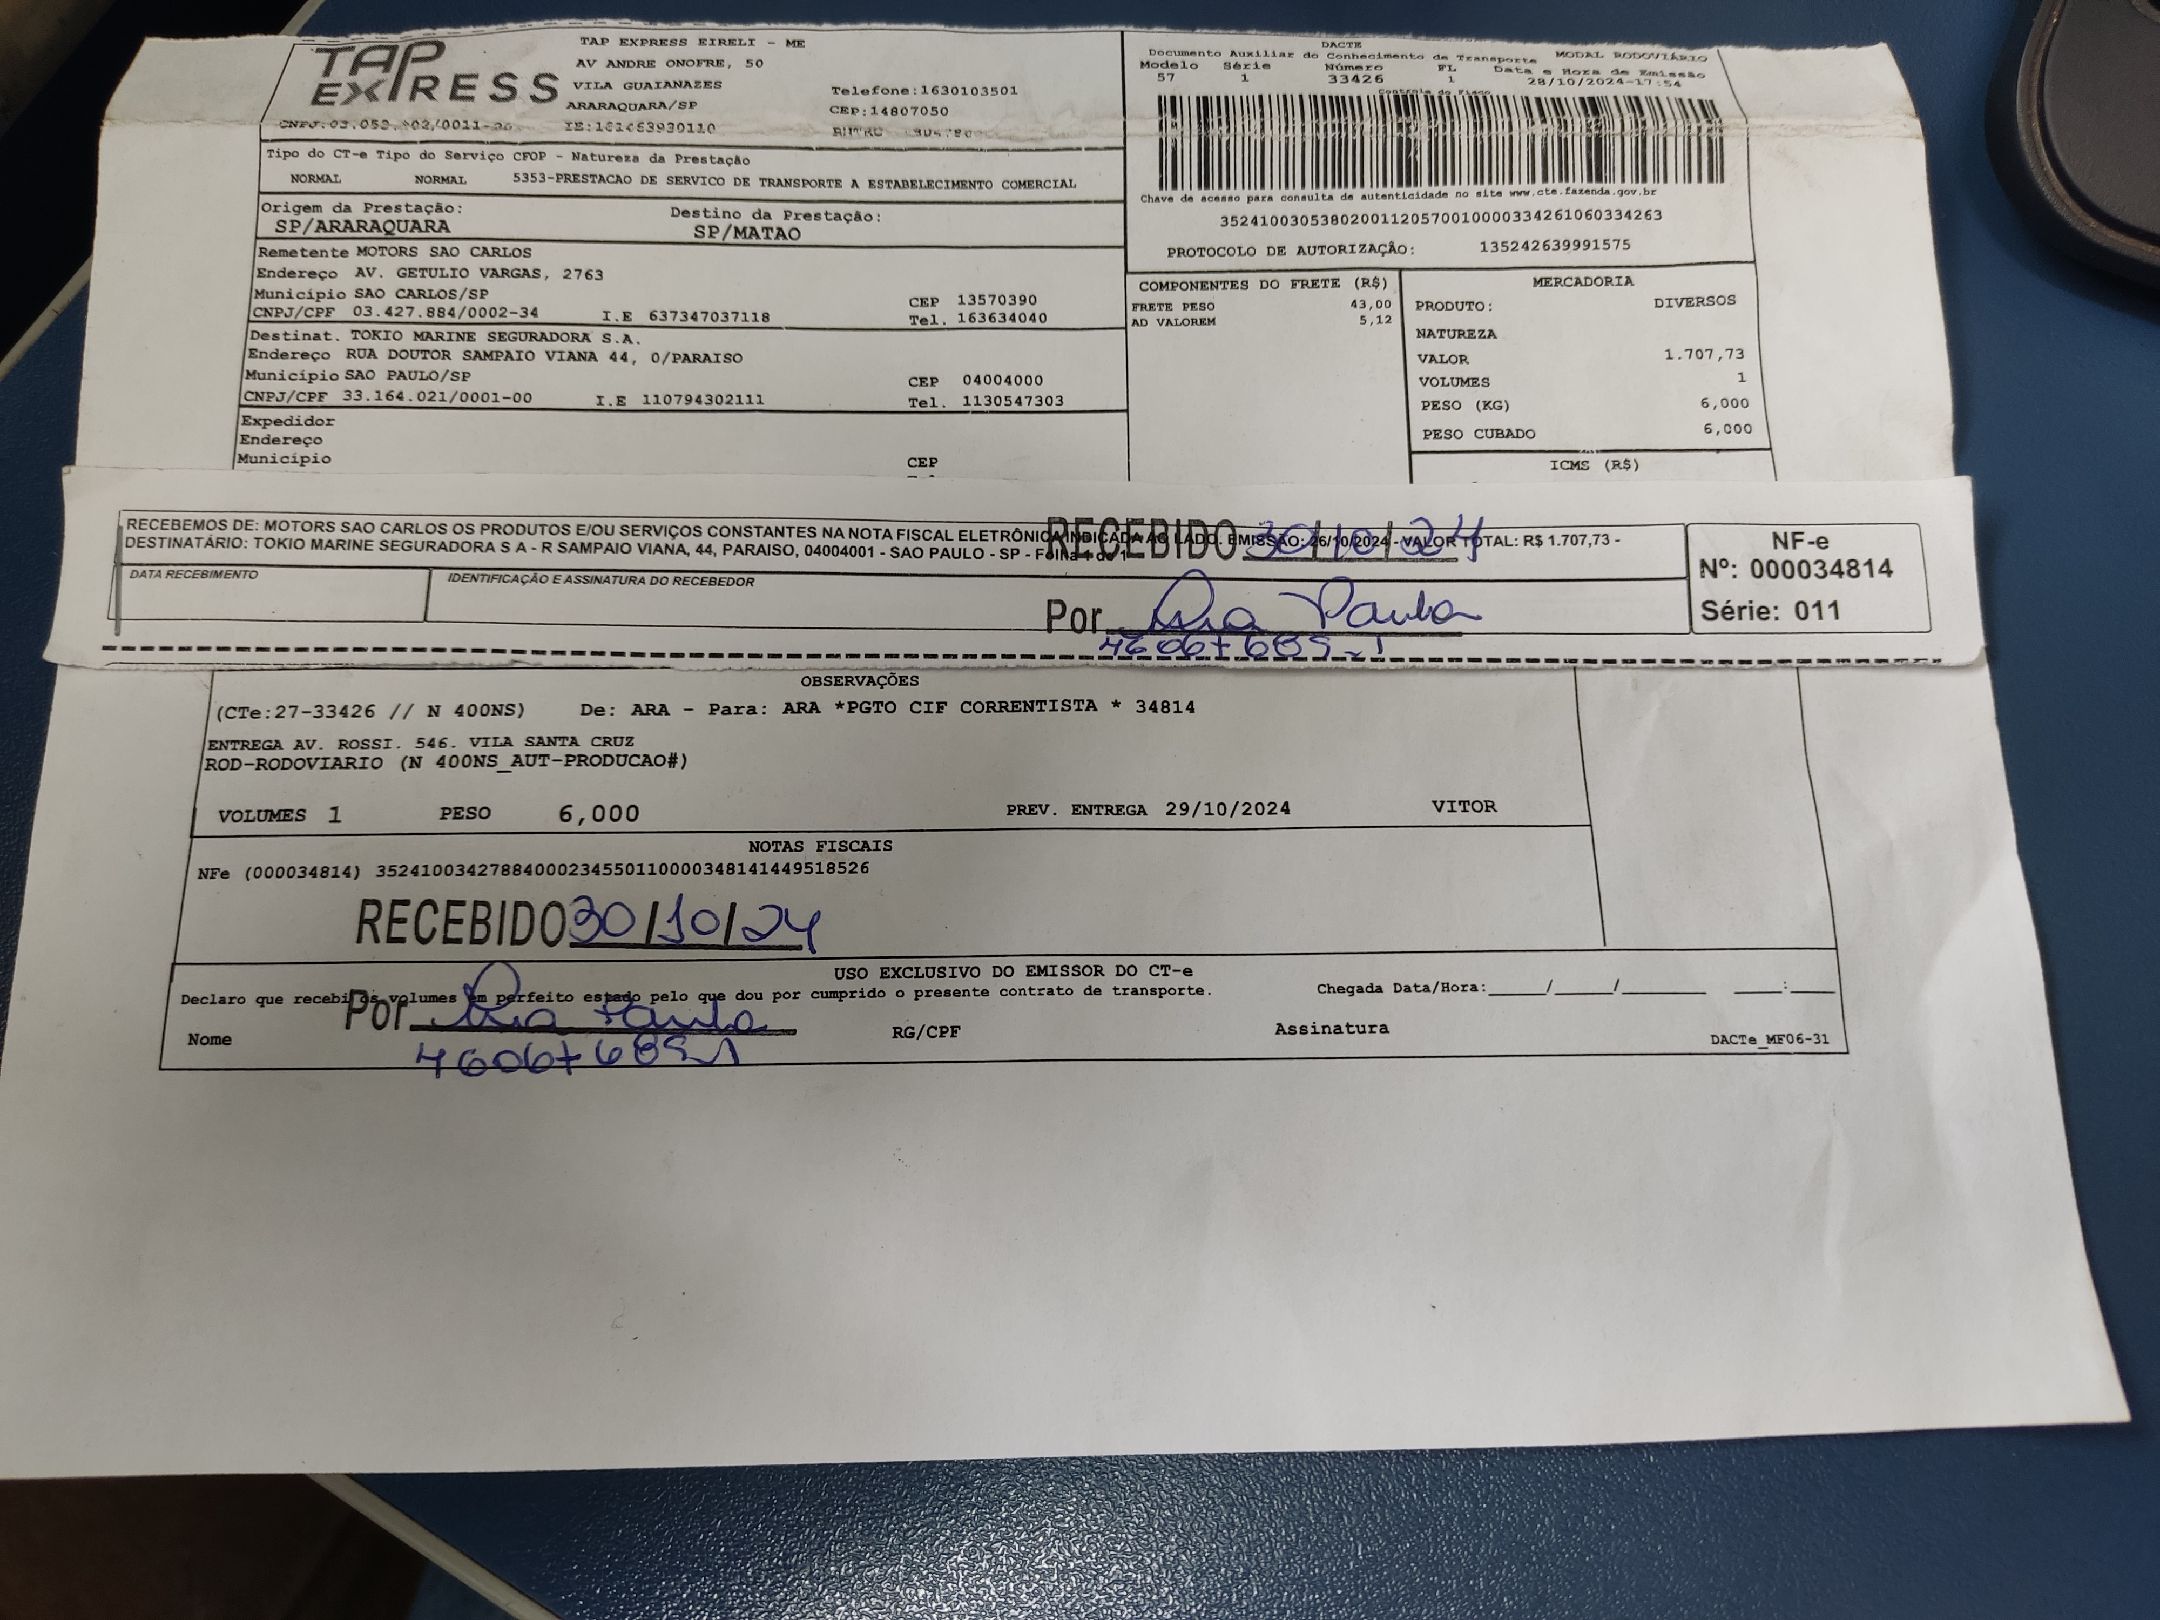 TAP EXPRESS
TAP EXPRESS EIRELI - ME
AV ANDRE ONOFRE, 50
VILA GUAIANAZES
ARARAQUARA/SP
IE:181463930110
Telefone:1630103501
CEP:14807050
DACTE
Documento Auxiliar do Conhecimento de Transporte MODAL RODOVIÁRIO
Modelo Série Número FL Data e Hora de Emissão
57 1 33426 1 28/10/2024-17:54
Controle do Fisco
Tipo do CT-e Tipo do Serviço CFOP - Natureza da Prestação
NORMAL NORMAL 5353-PRESTACAO DE SERVICO DE TRANSPORTE A ESTABELECIMENTO COMERCIAL
Chave de acesso para consulta de autenticidade no site www.cte.fazenda.gov.br
35241003053802001120570010000334261060334263
PROTOCOLO DE AUTORIZAÇÃO: 135242639991575
Origem da Prestação: Destino da Prestação:
SP/ARARAQUARA SP/MATAO
Remetente MOTORS SAO CARLOS
Endereço AV. GETULIO VARGAS, 2763
Município SAO CARLOS/SP CEP 13570390
CNPJ/CPF 03.427.884/0002-34 I.E 637347037118 Tel. 163634040
Destinat. TOKIO MARINE SEGURADORA S.A.
Endereço RUA DOUTOR SAMPAIO VIANA 44, 0/PARAISO
Município SAO PAULO/SP CEP 04004000
CNPJ/CPF 33.164.021/0001-00 I.E 110794302111 Tel. 1130547303
Expedidor
Endereço
Município CEP
COMPONENTES DO FRETE (R$)
FRETE PESO 43,00
AD VALOREM 5,12
MERCADORIA
PRODUTO: DIVERSOS
NATUREZA
VALOR 1.707,73
VOLUMES 1
PESO (KG) 6,000
PESO CUBADO 6,000
ICMS (R$)
RECEBEMOS DE: MOTORS SAO CARLOS OS PRODUTOS E/OU SERVIÇOS CONSTANTES NA NOTA FISCAL ELETRÔNICA INDICADA AO LADO. EMISSÃO: 26/10/2024 - VALOR TOTAL: R$ 1.707,73 -
DESTINATÁRIO: TOKIO MARINE SEGURADORA S A - R SAMPAIO VIANA, 44, PARAISO, 04004001 - SAO PAULO - SP - Folha 1 de 1
RECEBIDO 30/10/24
DATA RECEBIMENTO IDENTIFICAÇÃO E ASSINATURA DO RECEBEDOR
Por Ana Paula
NF-e
Nº: 000034814
Série: 011
OBSERVAÇÕES
(CTe:27-33426 // N 400NS) De: ARA - Para: ARA *PGTO CIF CORRENTISTA * 34814
ENTREGA AV. ROSSI. 546. VILA SANTA CRUZ
ROD-RODOVIARIO (N 400NS_AUT-PRODUCAO#)
VOLUMES 1 PESO 6,000 PREV. ENTREGA 29/10/2024 VITOR
NOTAS FISCAIS
NFe (000034814) 35241003427884000234550110000348141449518526
RECEBIDO 30/10/24
USO EXCLUSIVO DO EMISSOR DO CT-e
Declaro que recebi os volumes em perfeito estado pelo que dou por cumprido o presente contrato de transporte. Chegada Data/Hora:____/____/____ ___:___
Por Ana Paula
Nome RG/CPF Assinatura
DACTe_MF06-31